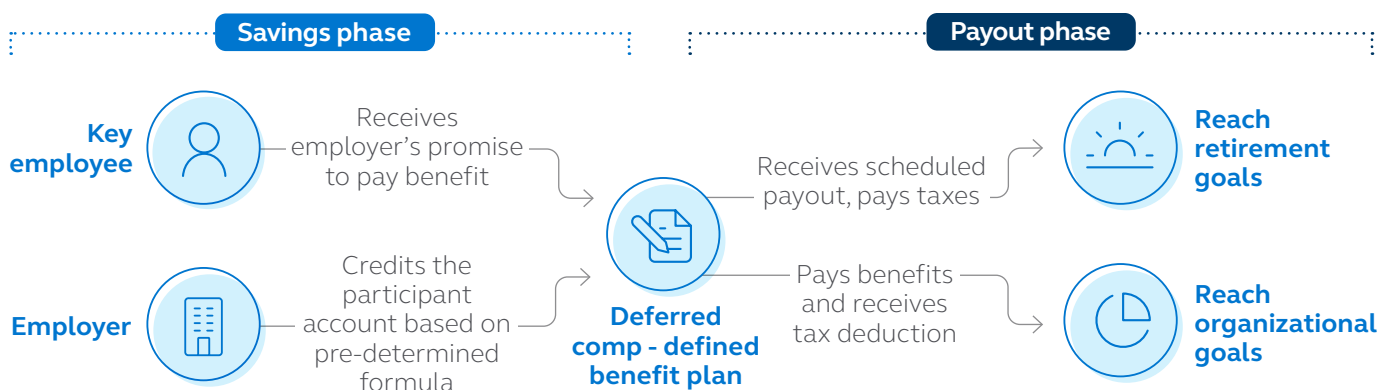 Savings phase
Payout phase
Key
employee
Receives
employer's promise
to pay benefit
Receives scheduled
payout, pays taxes
Reach
retirement
goals
Employer
Credits the
participant
account based on
pre-determined
formula
Deferred
comp - defined
benefit plan
Pays benefits
and receives
tax deduction
Reach
organizational
goals